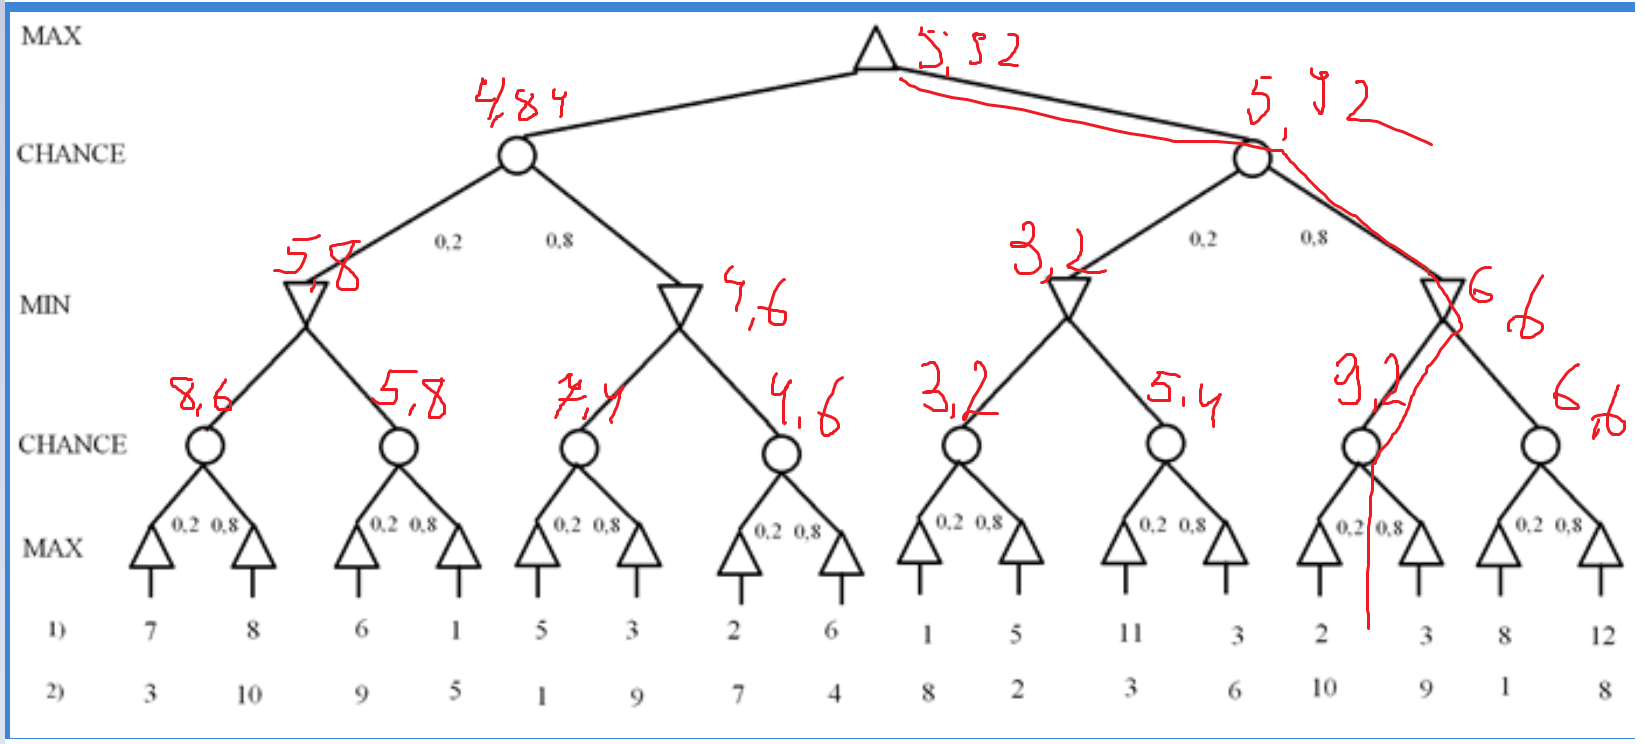 MAX 5,92
4,84 5,92
CHANCE
0,2 0,8 0,2 0,8
5,8 3,2
MIN 4,6 6 6
8,6 5,8 7,4 4,6 3,2 5,4 9,2 6,6
CHANCE
0,2 0,8 0,2 0,8 0,2 0,8 0,2 0,8 0,2 0,8 0,2 0,8 0,2 0,8 0,2 0,8
MAX
1) 7 8 6 1 5 3 2 6 1 5 11 3 2 3 8 12
2) 3 10 9 5 1 9 7 4 8 2 3 6 10 9 1 8